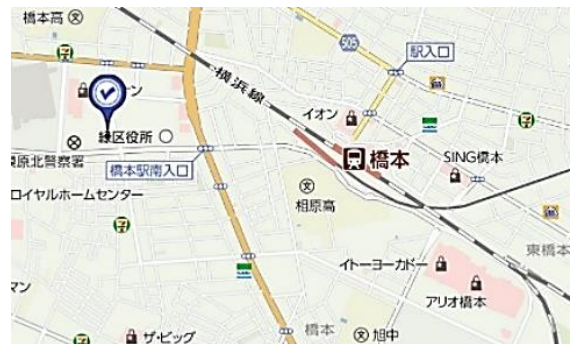 橋本高
505
駅入口
横浜線
イオン
緑区役所
橋本
SING橋本
原北警察署
橋本駅南入口
ロイヤルホームセンター
相原高
東橋本
イトーヨーカドー
アリオ橋本
マン
ザ・ビッグ
橋本
旭中